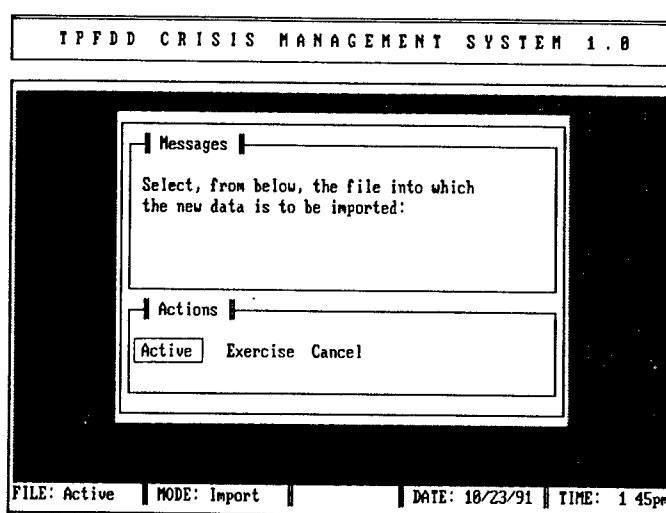 TPFDD CRISIS MANAGEMENT SYSTEM 1.0
Messages
Select, from below, the file into which
the new data is to be imported:
Actions
Active Exercise Cancel
FILE: Active MODE: Import DATE: 10/23/91 TIME: 1 45pm